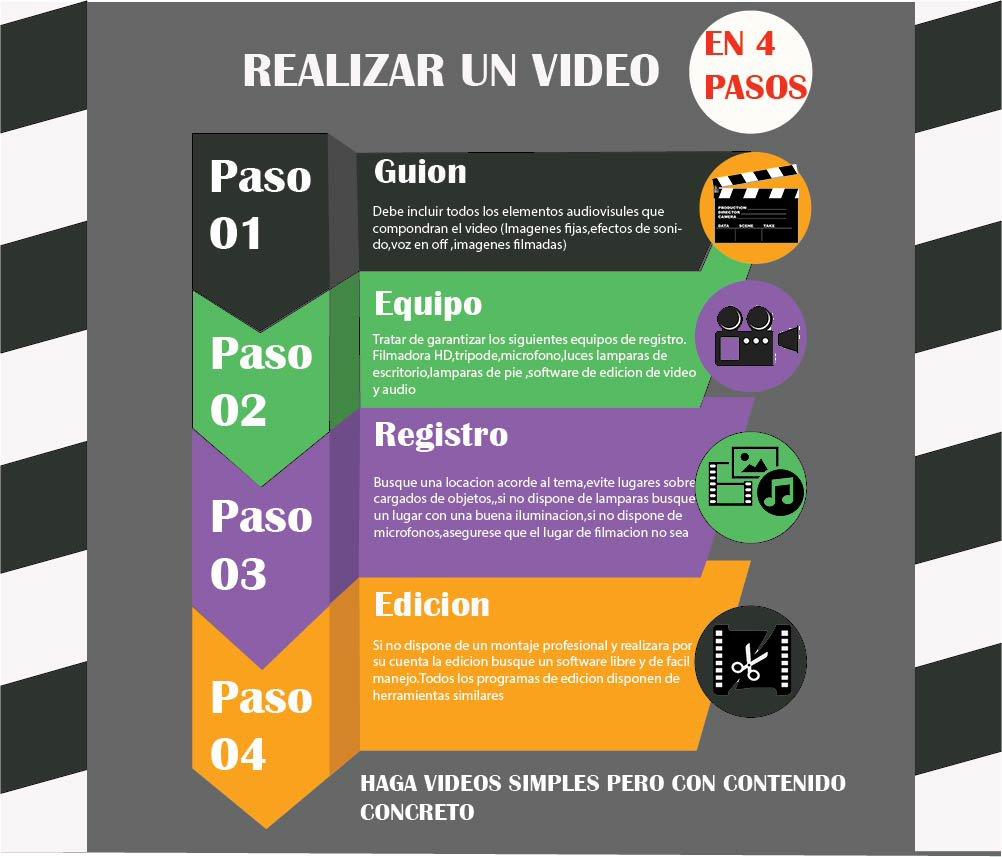 REALIZAR UN VIDEO
EN 4
PASOS
Paso
01
Guion
Debe incluir todos los elementos audiovisules que
compondran el video (Imagenes fijas,efectos de soni-
do,voz en off ,imagenes filmadas)
PRODUCTION
DIRECTOR
CAMERA
DATA SCENE TAKE
Paso
02
Equipo
Tratar de garantizar los siguientes equipos de registro.
Filmadora HD,tripode,microfono,luces lamparas de
escritorio,lamparas de pie ,software de edicion de video
y audio
Paso
03
Registro
Busque una locacion acorde al tema,evite lugares sobre
cargados de objetos,,si no dispone de lamparas busque
un lugar con una buena iluminacion,si no dispone de
microfonos,asegurese que el lugar de filmacion no sea
Paso
04
Edicion
Si no dispone de un montaje profesional y realizara por
su cuenta la edicion busque un software libre y de facil
manejo.Todos los programas de edicion disponen de
herramientas similares
HAGA VIDEOS SIMPLES PERO CON CONTENIDO
CONCRETO